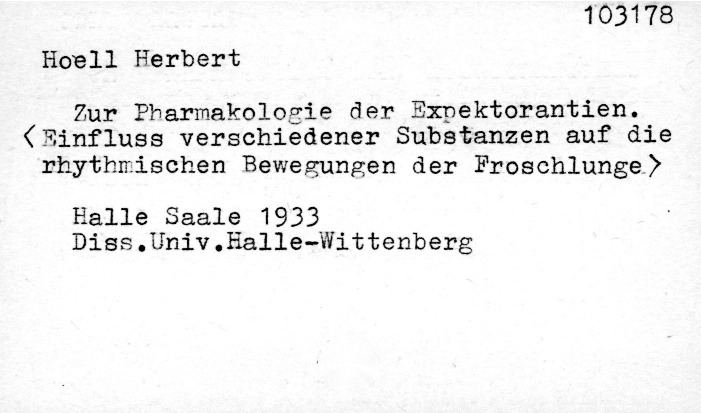 103178
Hoell Herbert
Zur Pharmakologie der Expektorantien.
<Einfluss verschiedener Substanzen auf die
rhythmischen Bewegungen der Froschlunge>
Halle Saale 1933
Diss.Univ.Halle-Wittenberg